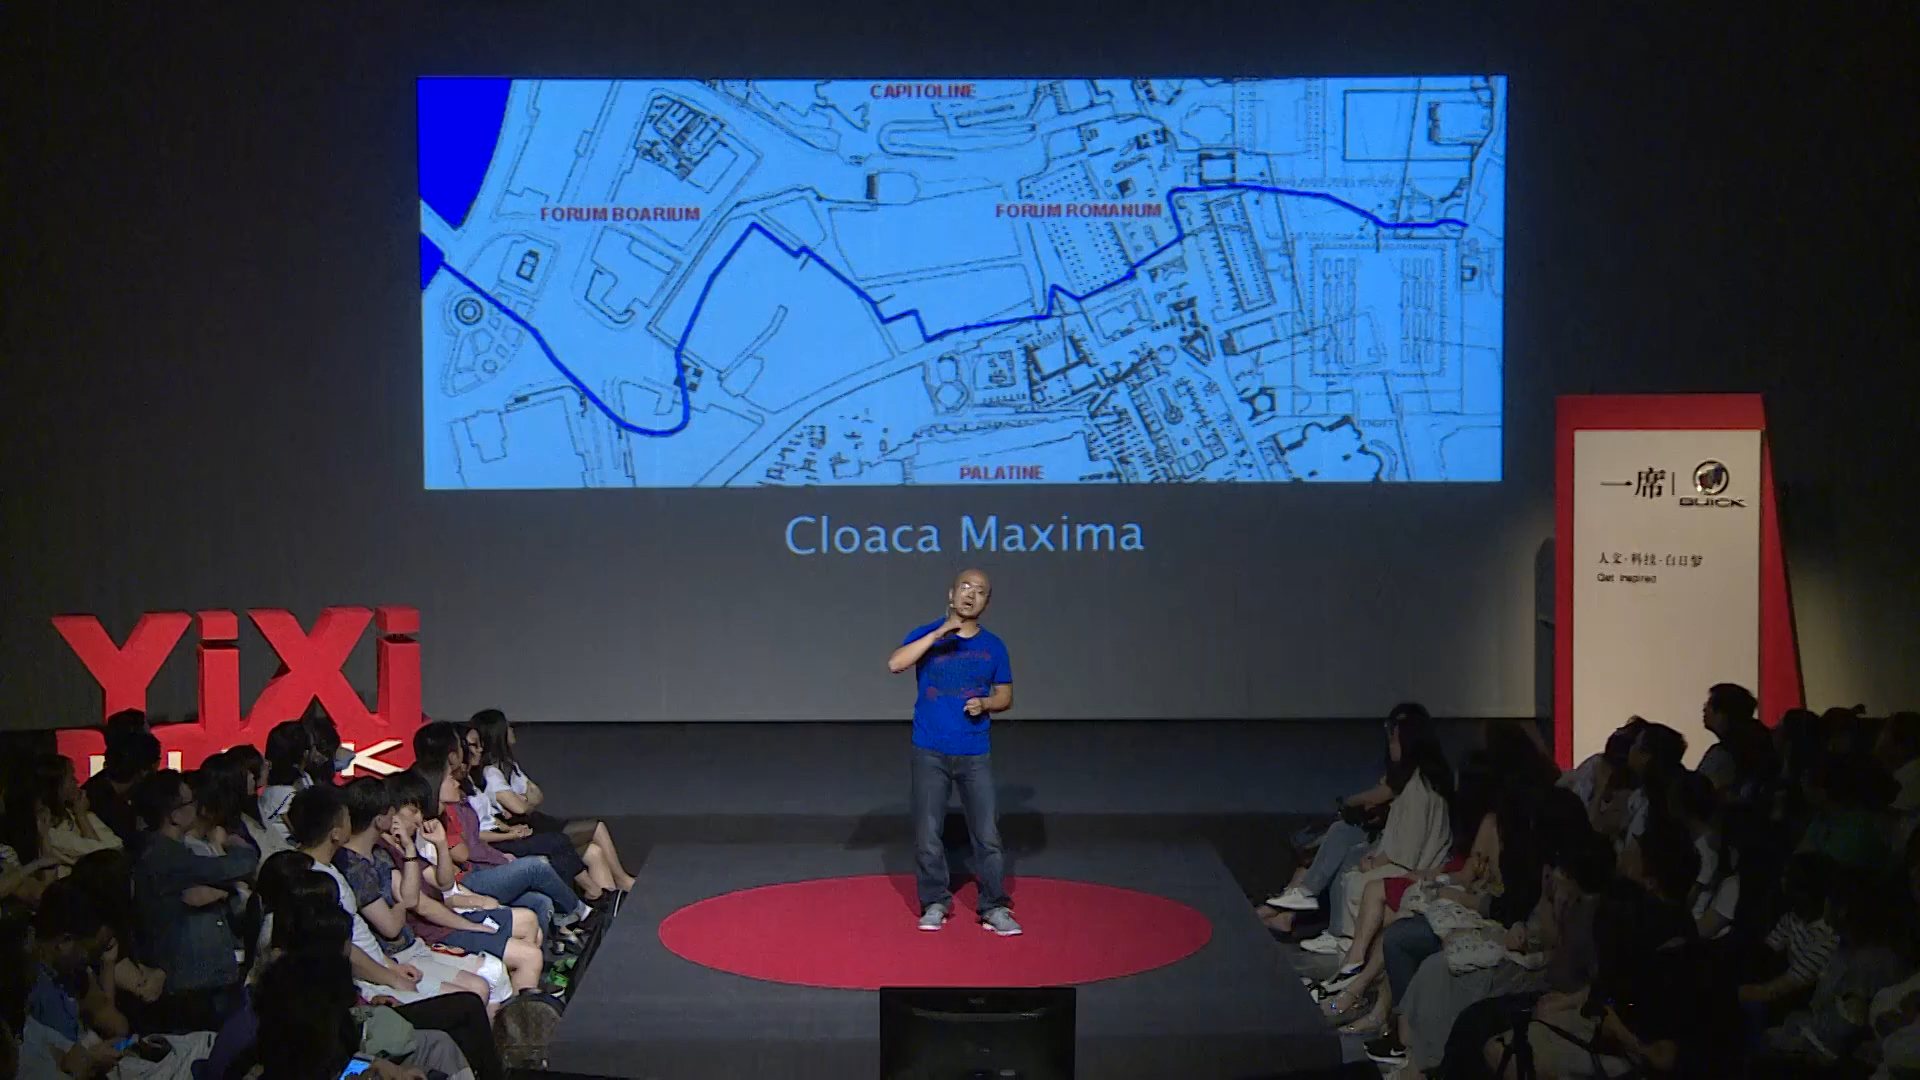 CAPITOLINE
FORUM BOARIUM
FORUM ROMANUM
PALATINE
Cloaca Maxima
YiXi
一席
BUICK
人文·科技·白日梦
Get Inspired